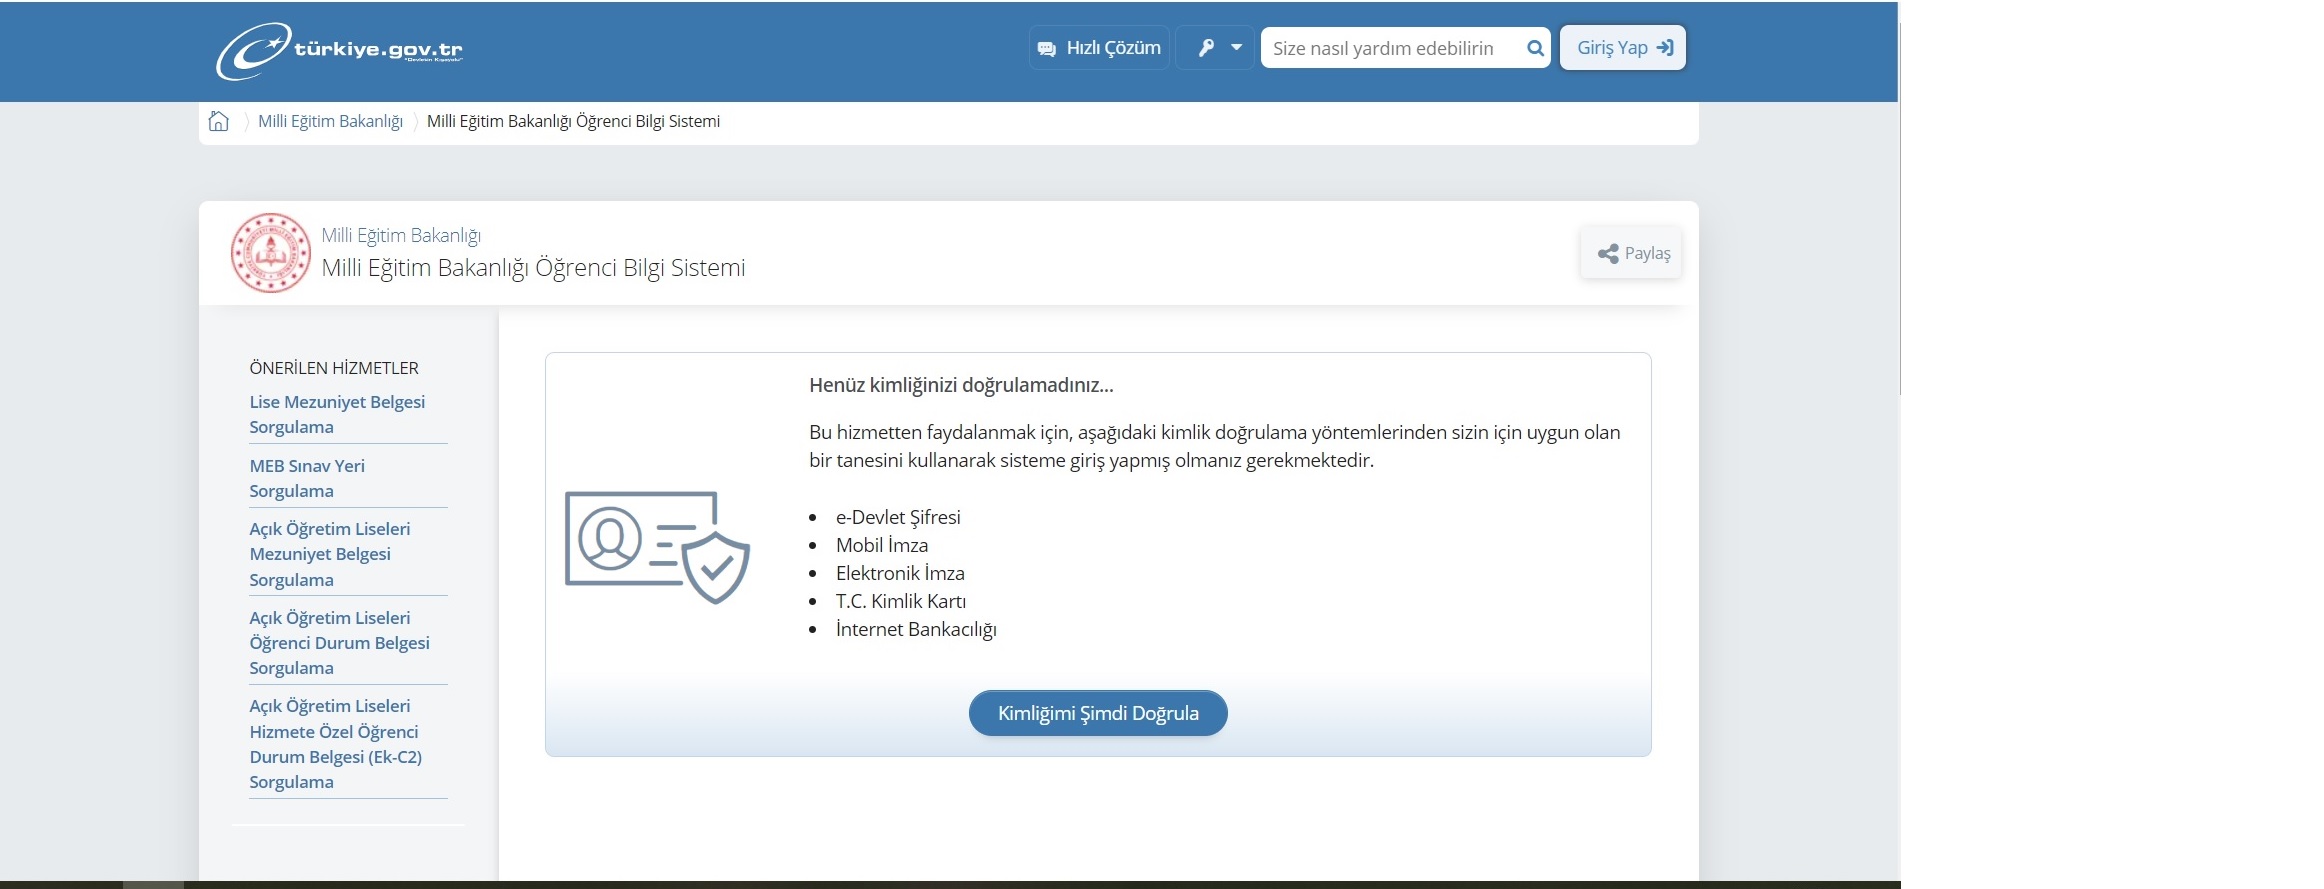 türkiye.gov.tr
"Devletin Kısayolu"
Hızlı Çözüm
Size nasıl yardım edebilirin
Giriş Yap
Milli Eğitim Bakanlığı
Milli Eğitim Bakanlığı Öğrenci Bilgi Sistemi
Milli Eğitim Bakanlığı
Milli Eğitim Bakanlığı Öğrenci Bilgi Sistemi
Paylaş
ÖNERİLEN HİZMETLER
Lise Mezuniyet Belgesi
Sorgulama
MEB Sınav Yeri
Sorgulama
Açık Öğretim Liseleri
Mezuniyet Belgesi
Sorgulama
Açık Öğretim Liseleri
Öğrenci Durum Belgesi
Sorgulama
Açık Öğretim Liseleri
Hizmete Özel Öğrenci
Durum Belgesi (Ek-C2)
Sorgulama
Henüz kimliğinizi doğrulamadınız...
Bu hizmetten faydalanmak için, aşağıdaki kimlik doğrulama yöntemlerinden sizin için uygun olan
bir tanesini kullanarak sisteme giriş yapmış olmanız gerekmektedir.
• e-Devlet Şifresi
• Mobil İmza
• Elektronik İmza
• T.C. Kimlik Kartı
• İnternet Bankacılığı
Kimliğimi Şimdi Doğrula